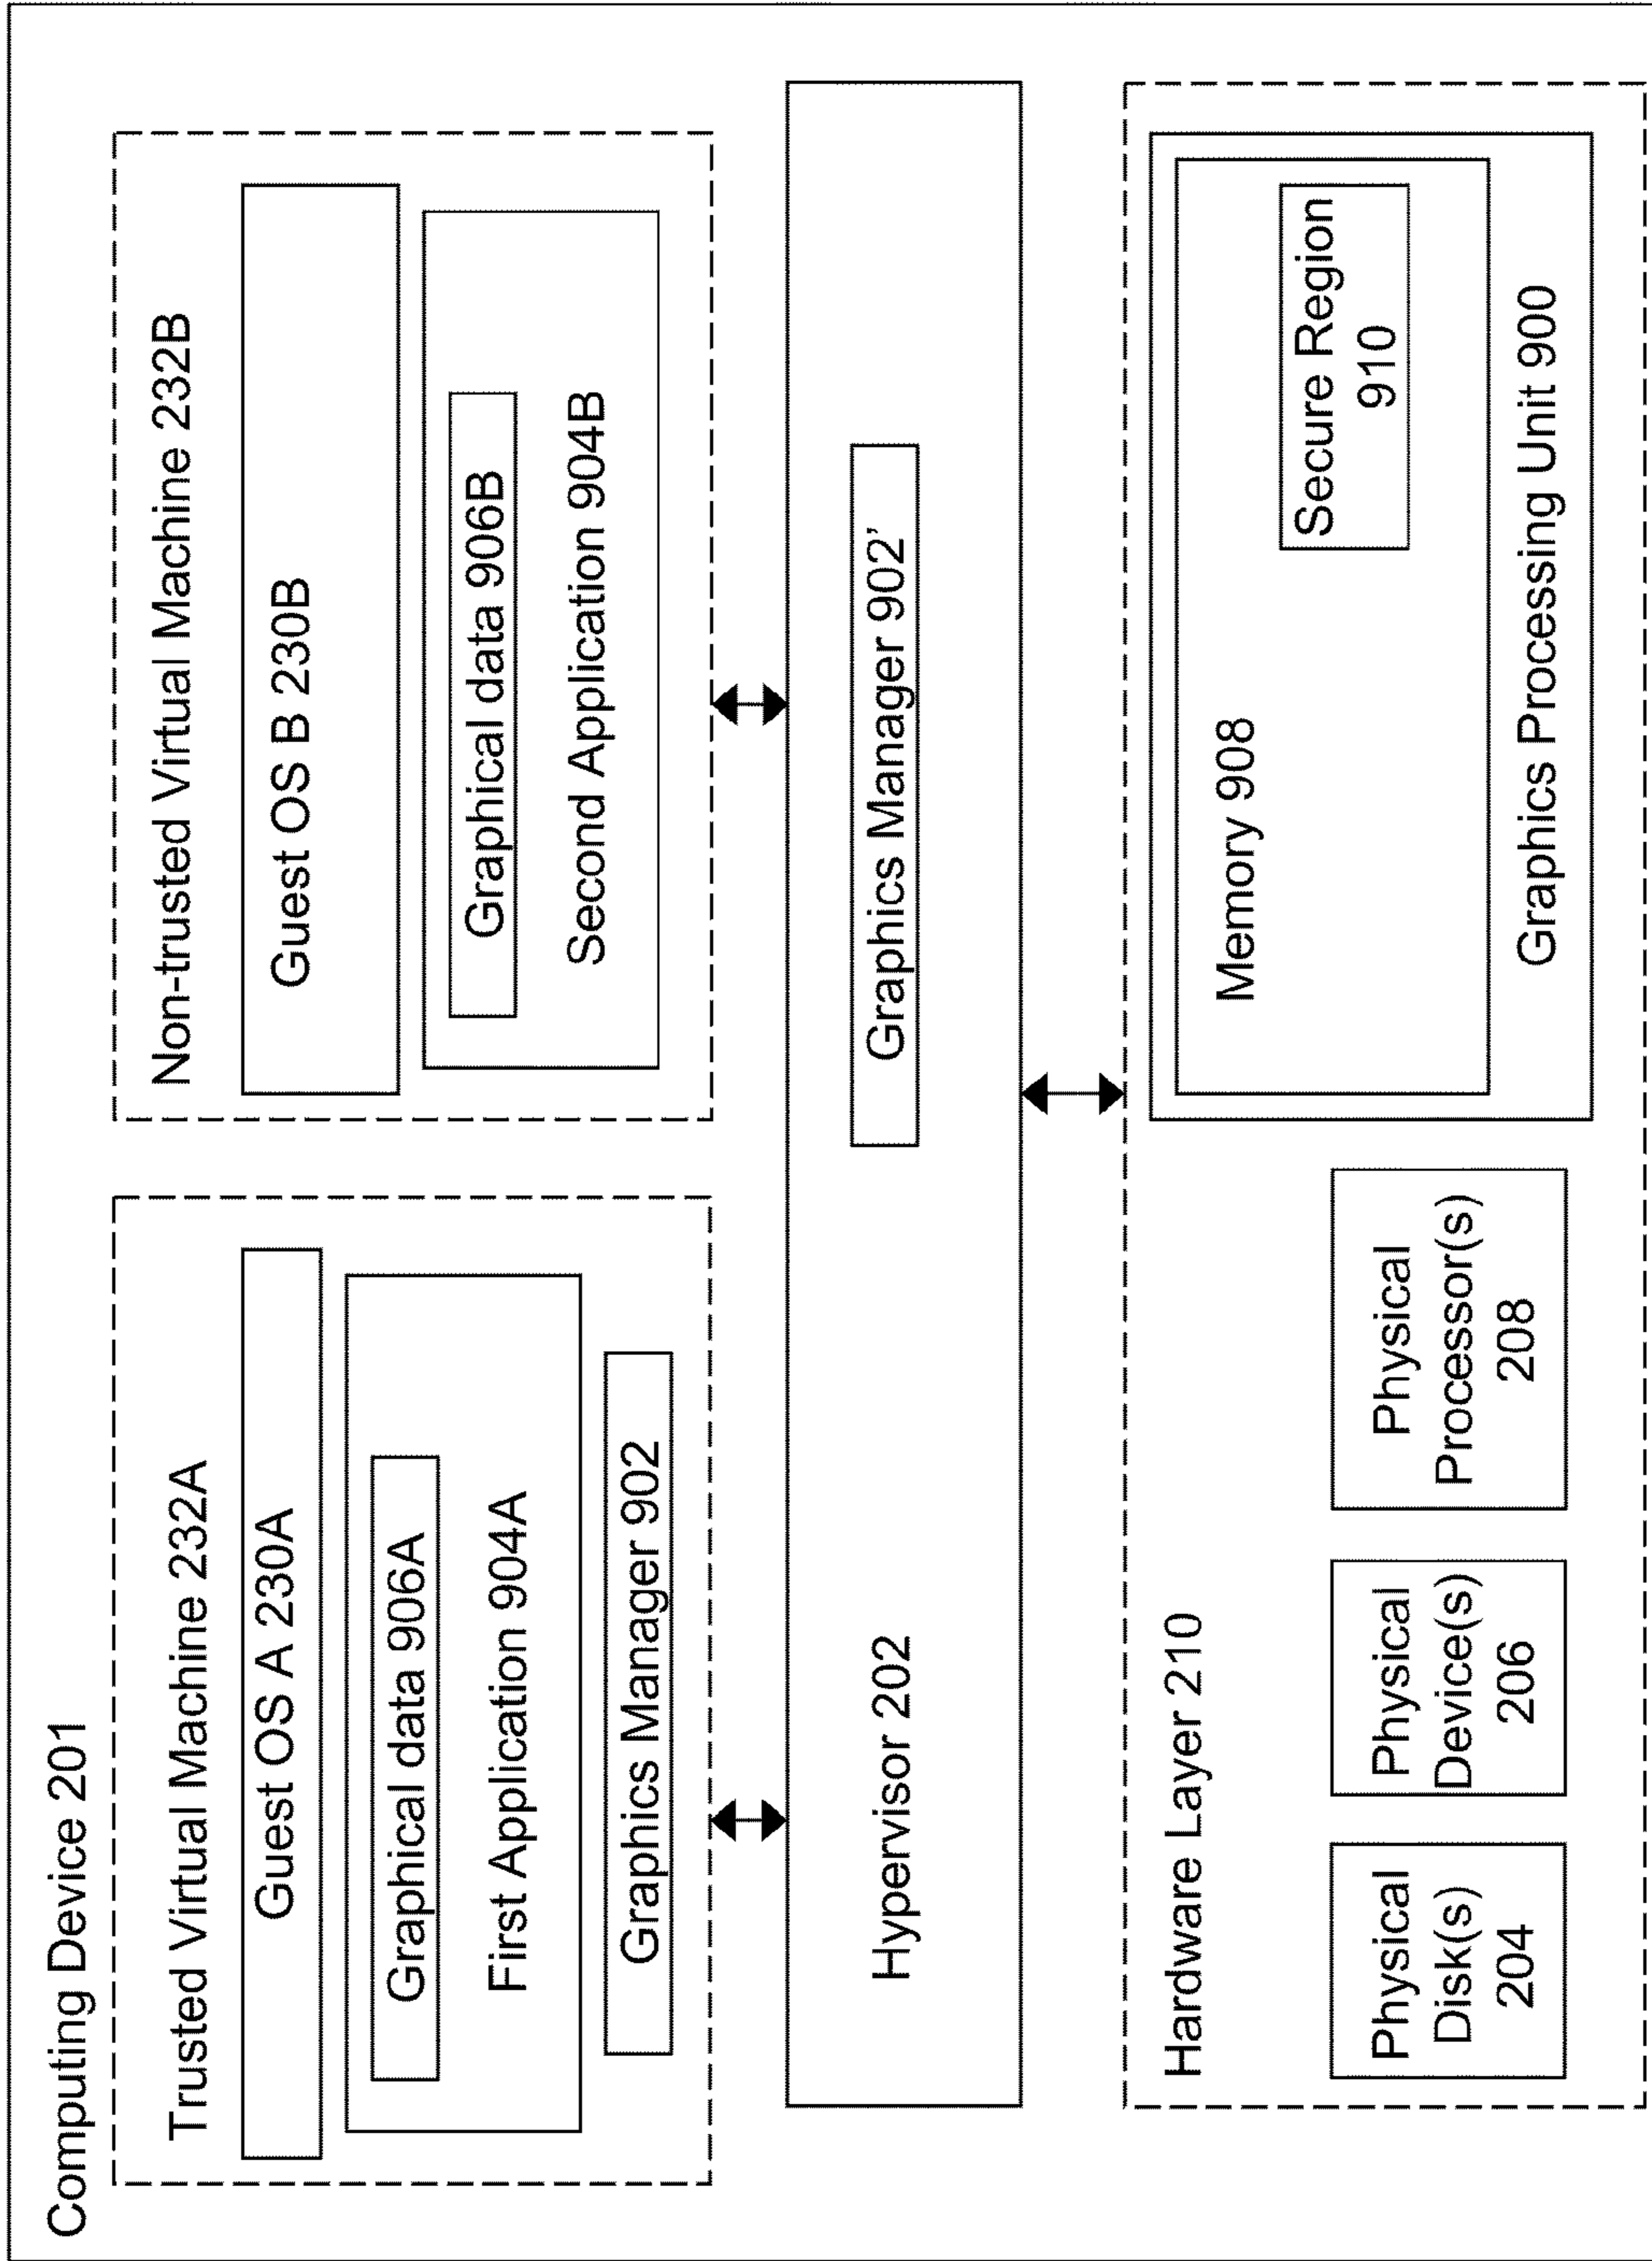 Computing Device 201
Trusted Virtual Machine 232A
Guest OS A 230A
Graphical data 906A
First Application 904A
Graphics Manager 902
Non-trusted Virtual Machine 232B
Guest OS B 230B
Graphical data 906B
Second Application 904B
Hypervisor 202
Graphics Manager 902’
Hardware Layer 210
Physical
Disk(s)
204
Physical
Device(s)
206
Physical
Processor(s)
208
Memory 908
Secure Region
910
Graphics Processing Unit 900